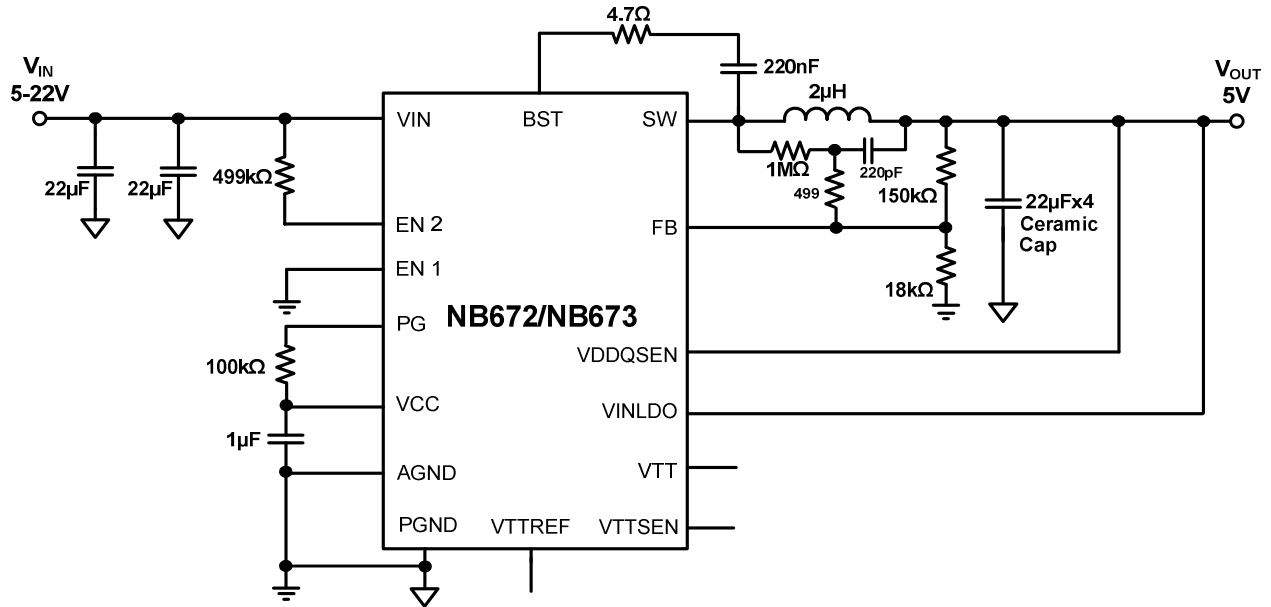 4.7Ω
220nF
V_IN
5-22V
V_OUT
5V
2µH
VIN
BST
SW
1MΩ
220pF
499
150kΩ
22µF
22µF
499kΩ
22µFx4
Ceramic
Cap
EN 2
FB
EN 1
18kΩ
NB672/NB673
PG
VDDQSEN
100kΩ
VCC
VINLDO
1µF
AGND
VTT
PGND
VTTREF
VTTSEN